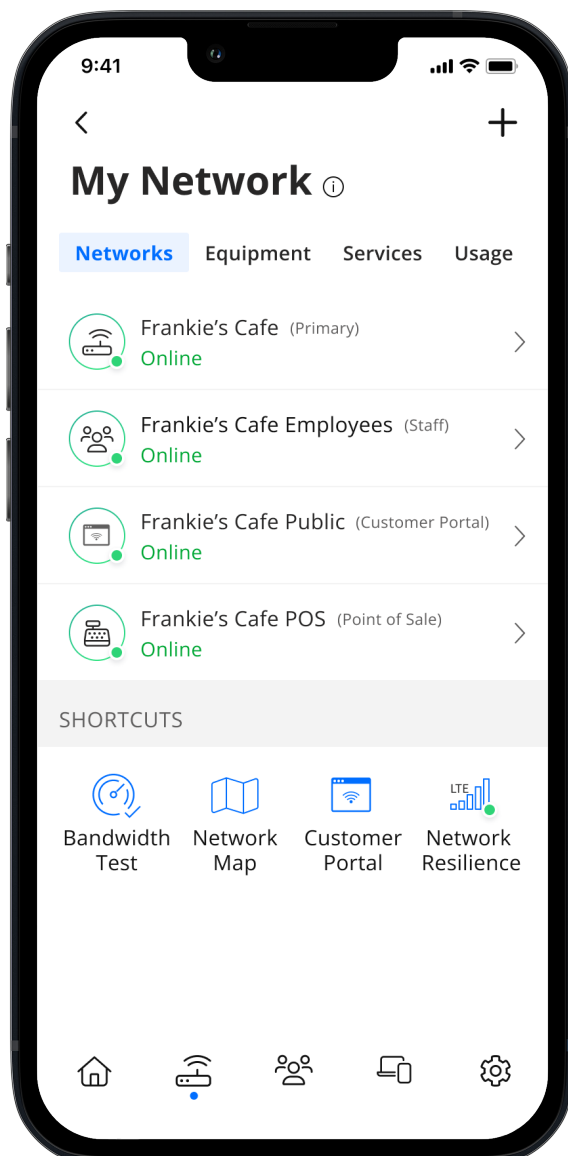 9:41
My Network
Networks Equipment Services Usage
Frankie’s Cafe (Primary)
Online
Frankie’s Cafe Employees (Staff)
Online
Frankie’s Cafe Public (Customer Portal)
Online
Frankie’s Cafe POS (Point of Sale)
Online
SHORTCUTS
LTE
Bandwidth Network Customer Network
Test Map Portal Resilience